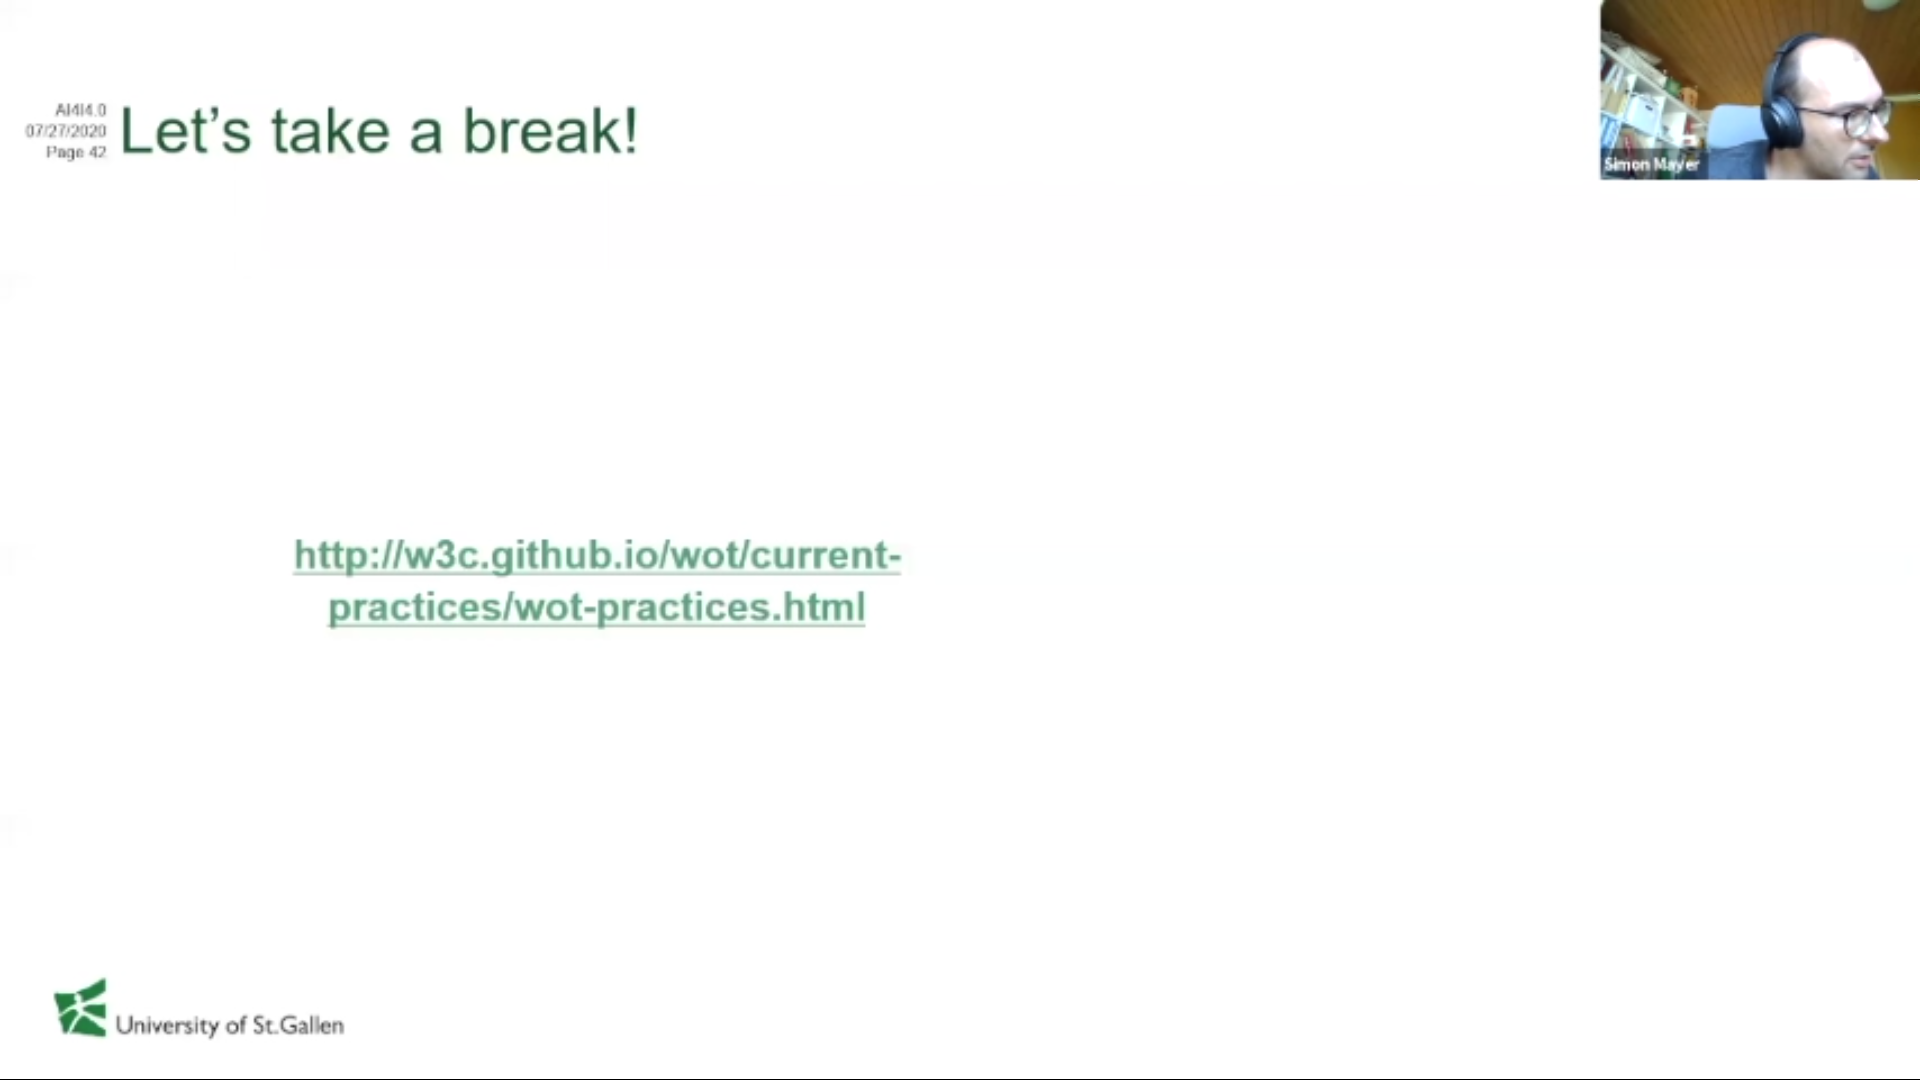 AI4I4.0
07/27/2020
Page 42
Let's take a break!
Simon Mayer
http://w3c.github.io/wot/current-
practices/wot-practices.html
University of St.Gallen